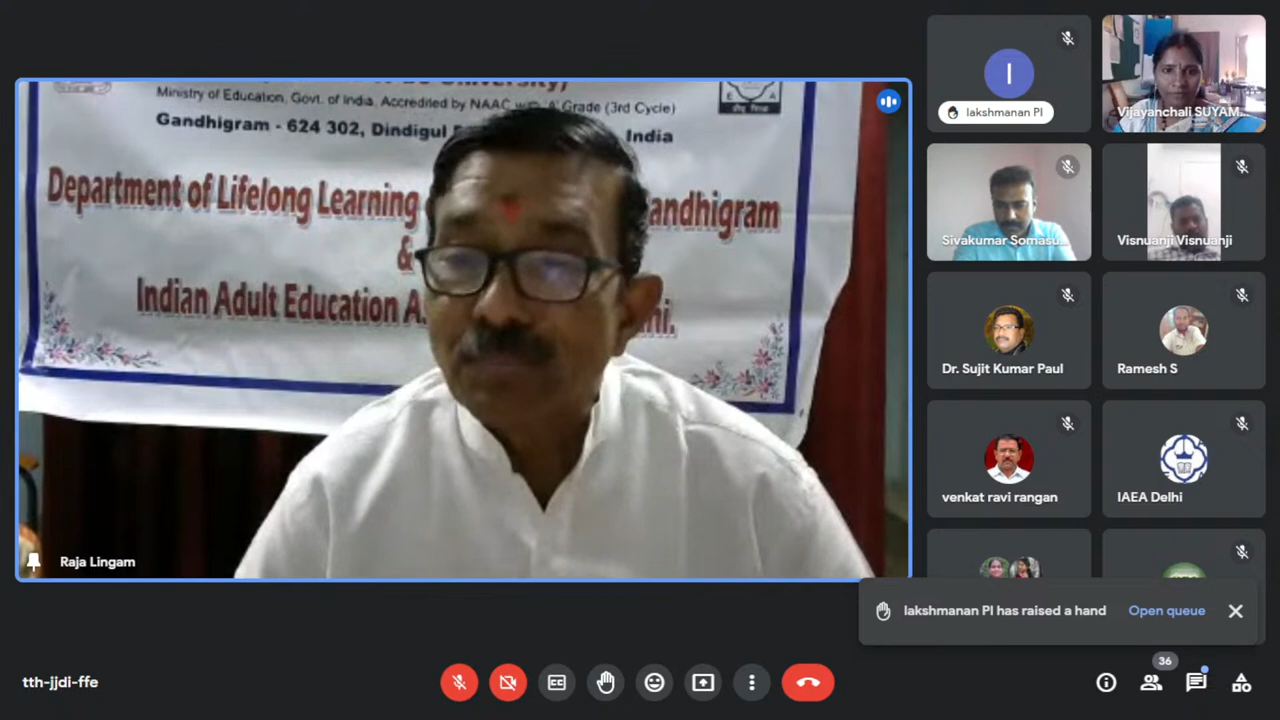 University)
Ministry of Education, Govt. of India, Accredited by NAAC with 'A' Grade (3rd Cycle)
Gandhigram - 624 302, Dindigul
India
Department of Lifelong Learning
andhigram
&
Indian Adult Education A
hi.
Raja Lingam
I
lakshmanan PI
Vijayanchali SUYAM...
Sivakumar Somasu...
Visnuanji Visnuanji
Dr. Sujit Kumar Paul
Ramesh S
venkat ravi rangan
IAEA Delhi
lakshmanan PI has raised a hand
Open queue
tth-jjdi-ffe
CC
36